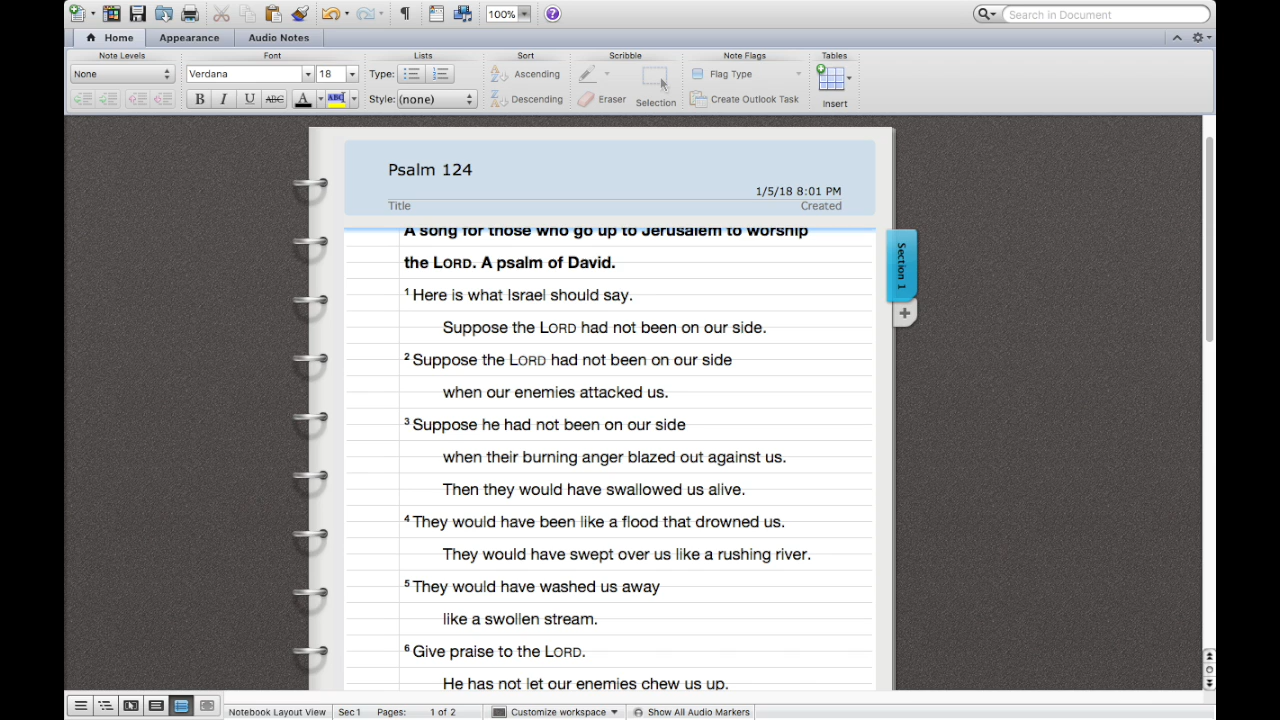 100%
Search in Document
Home Appearance Audio Notes
Note Levels Font Lists Sort Scribble Note Flags Tables
None Verdana 18 Type: Ascending Flag Type
B I U ABC A ABC Style: (none) Descending Eraser Selection Create Outlook Task Insert
Psalm 124
1/5/18 8:01 PM
Title Created
A song for those who go up to Jerusalem to worship
the LORD. A psalm of David.
1 Here is what Israel should say.
Suppose the LORD had not been on our side.
2 Suppose the LORD had not been on our side
when our enemies attacked us.
3 Suppose he had not been on our side
when their burning anger blazed out against us.
Then they would have swallowed us alive.
4 They would have been like a flood that drowned us.
They would have swept over us like a rushing river.
5 They would have washed us away
like a swollen stream.
6 Give praise to the LORD.
He has not let our enemies chew us up.
Section 1
Notebook Layout View Sec 1 Pages: 1 of 2 Customize workspace Show All Audio Markers